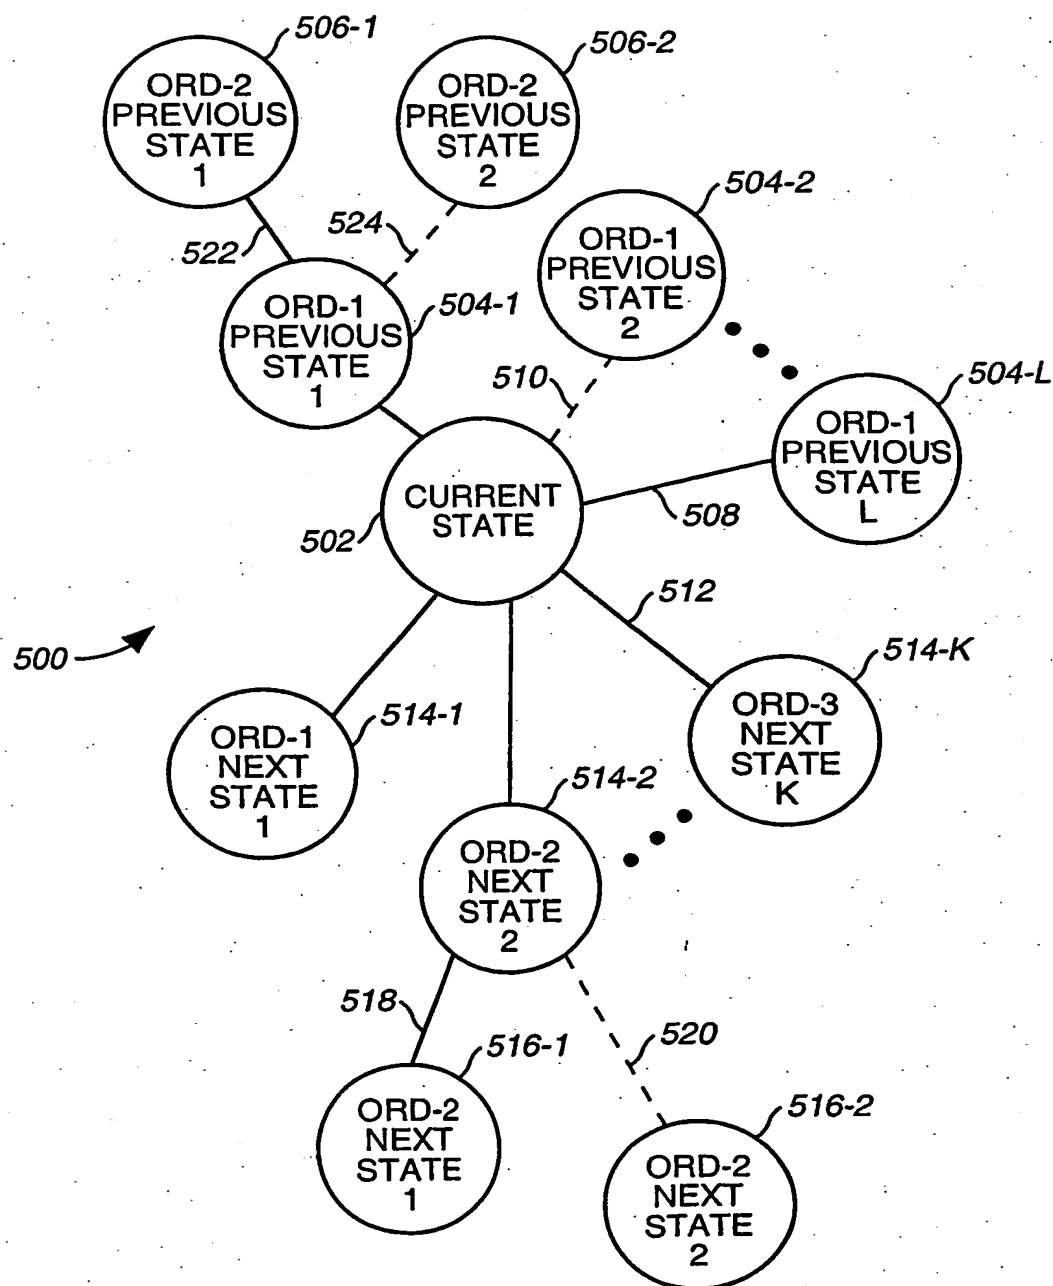 506-1
506-2
ORD-2
PREVIOUS
STATE
1
ORD-2
PREVIOUS
STATE
2
504-2
524
522
ORD-1
PREVIOUS
STATE
2
504-1
ORD-1
PREVIOUS
STATE
1
510
504-L
ORD-1
PREVIOUS
STATE
L
CURRENT
STATE
502
508
512
500
514-K
ORD-3
NEXT
STATE
K
514-1
ORD-1
NEXT
STATE
1
514-2
ORD-2
NEXT
STATE
2
518
520
516-1
ORD-2
NEXT
STATE
1
516-2
ORD-2
NEXT
STATE
2